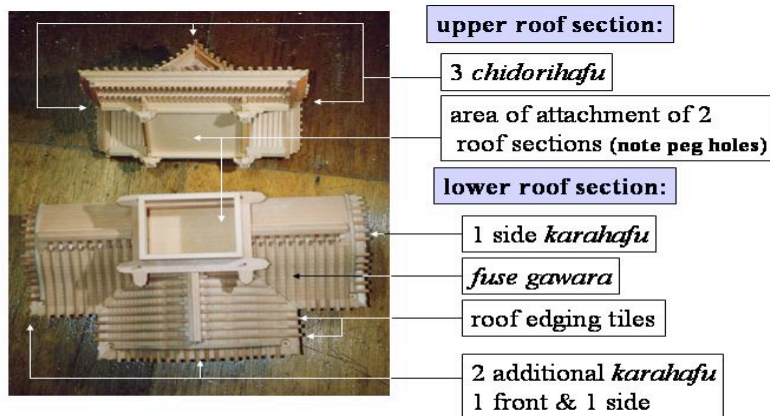 upper roof section:
3 chidorihafu
area of attachment of 2
roof sections (note peg holes)
lower roof section:
1 side karahafu
fuse gawara
roof edging tiles
2 additional karahafu
1 front & 1 side